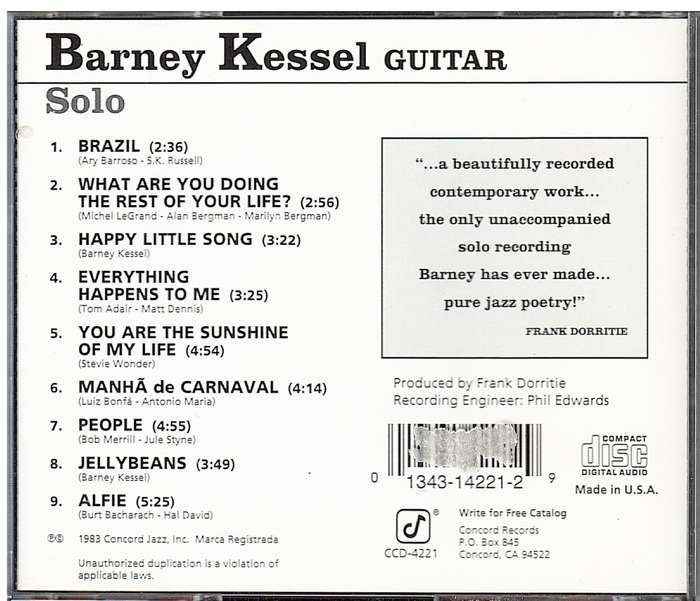 Barney Kessel GUITAR
Solo
1. BRAZIL (2:36)
(Ary Barroso - S.K. Russell)
2. WHAT ARE YOU DOING
THE REST OF YOUR LIFE? (2:56)
(Michel LeGrand - Alan Bergman - Marilyn Bergman)
3. HAPPY LITTLE SONG (3:22)
(Barney Kessel)
4. EVERYTHING
HAPPENS TO ME (3:25)
(Tom Adair - Matt Dennis)
5. YOU ARE THE SUNSHINE
OF MY LIFE (4:54)
(Stevie Wonder)
6. MANHÃ de CARNAVAL (4:14)
(Luiz Bonfá - Antonio Maria)
7. PEOPLE (4:55)
(Bob Merrill - Jule Styne)
8. JELLYBEANS (3:49)
(Barney Kessel)
9. ALFIE (5:25)
(Burt Bacharach - Hal David)
℗© 1983 Concord Jazz, Inc. Marca Registrada
Unauthorized duplication is a violation of
applicable laws.
“...a beautifully recorded
contemporary work...
the only unaccompanied
solo recording
Barney has ever made...
pure jazz poetry!”
FRANK DORRITIE
Produced by Frank Dorritie
Recording Engineer: Phil Edwards
0 1343-14221-2 9
COMPACT
disc
DIGITAL AUDIO
Made in U.S.A.
®
CCD-4221
Write for Free Catalog
Concord Records
P.O. Box 845
Concord, CA 94522